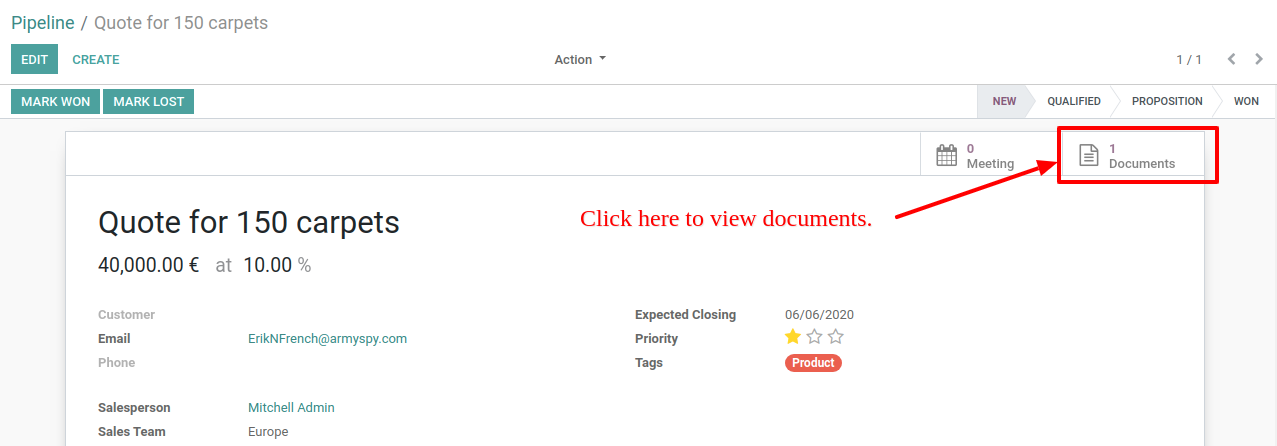 Pipeline / Quote for 150 carpets
EDIT CREATE Action 1 / 1
MARK WON MARK LOST NEW QUALIFIED PROPOSITION WON
0 Meeting
1 Documents
Quote for 150 carpets
Click here to view documents.
40,000.00 € at 10.00 %
Customer
Expected Closing 06/06/2020
Email ErikNFrench@armyspy.com
Priority
Phone
Tags Product
Salesperson Mitchell Admin
Sales Team Europe